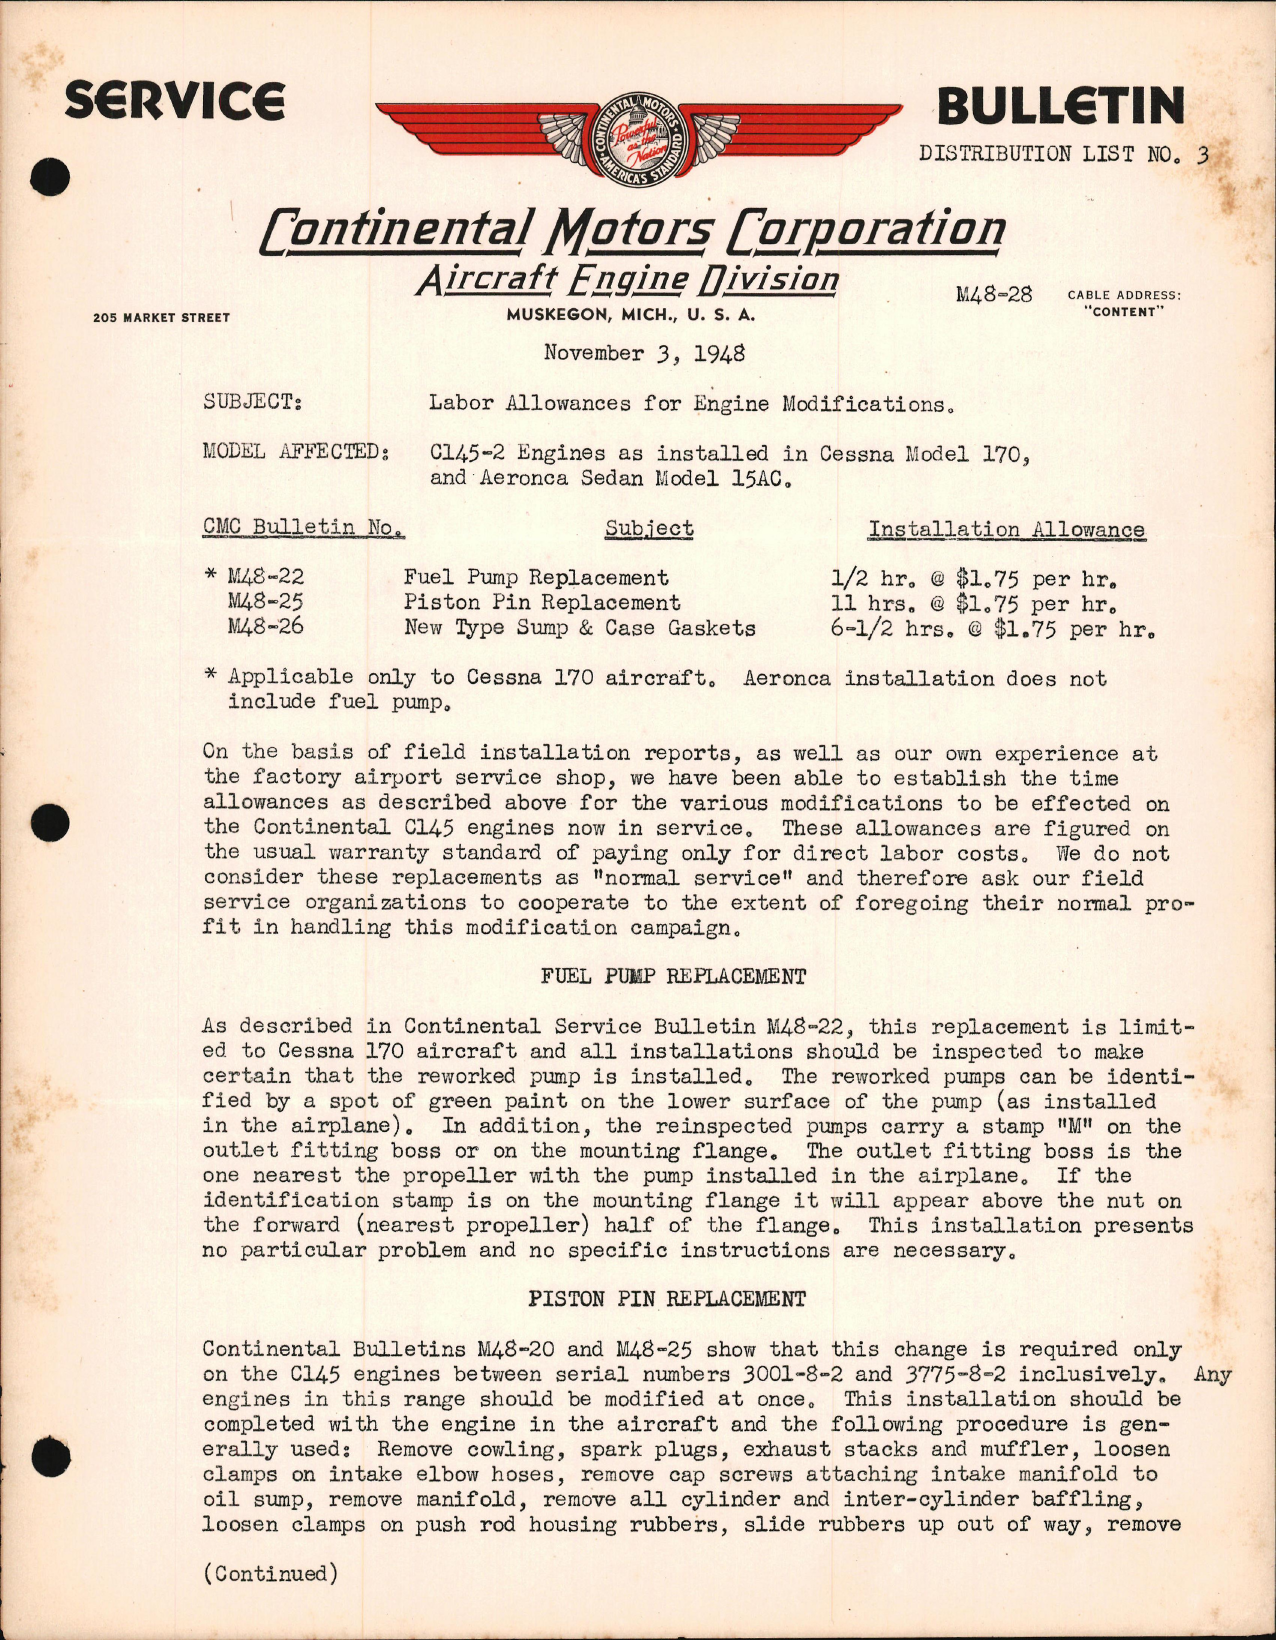 SERVICE
BULLETIN
CONTINENTAL MOTORS
Powerful
as the
Nation
AMERICA'S STANDARD
DISTRIBUTION LIST NO. 3
Continental Motors Corporation
Aircraft Engine Division
M48-28
CABLE ADDRESS:
"CONTENT"
205 MARKET STREET
MUSKEGON, MICH., U. S. A.
November 3, 1948
SUBJECT: Labor Allowances for Engine Modifications.
MODEL AFFECTED: C145-2 Engines as installed in Cessna Model 170,
and Aeronca Sedan Model 15AC.
CMC Bulletin No. Subject Installation Allowance
* M48-22 Fuel Pump Replacement 1/2 hr. @ $1.75 per hr.
M48-25 Piston Pin Replacement 11 hrs. @ $1.75 per hr.
M48-26 New Type Sump & Case Gaskets 6-1/2 hrs. @ $1.75 per hr.
* Applicable only to Cessna 170 aircraft. Aeronca installation does not
include fuel pump.
On the basis of field installation reports, as well as our own experience at
the factory airport service shop, we have been able to establish the time
allowances as described above for the various modifications to be effected on
the Continental C145 engines now in service. These allowances are figured on
the usual warranty standard of paying only for direct labor costs. We do not
consider these replacements as "normal service" and therefore ask our field
service organizations to cooperate to the extent of foregoing their normal pro-
fit in handling this modification campaign.
FUEL PUMP REPLACEMENT
As described in Continental Service Bulletin M48-22, this replacement is limit-
ed to Cessna 170 aircraft and all installations should be inspected to make
certain that the reworked pump is installed. The reworked pumps can be identi-
fied by a spot of green paint on the lower surface of the pump (as installed
in the airplane). In addition, the reinspected pumps carry a stamp "M" on the
outlet fitting boss or on the mounting flange. The outlet fitting boss is the
one nearest the propeller with the pump installed in the airplane. If the
identification stamp is on the mounting flange it will appear above the nut on
the forward (nearest propeller) half of the flange. This installation presents
no particular problem and no specific instructions are necessary.
PISTON PIN REPLACEMENT
Continental Bulletins M48-20 and M48-25 show that this change is required only
on the C145 engines between serial numbers 3001-8-2 and 3775-8-2 inclusively. Any
engines in this range should be modified at once. This installation should be
completed with the engine in the aircraft and the following procedure is gen-
erally used: Remove cowling, spark plugs, exhaust stacks and muffler, loosen
clamps on intake elbow hoses, remove cap screws attaching intake manifold to
oil sump, remove manifold, remove all cylinder and inter-cylinder baffling,
loosen clamps on push rod housing rubbers, slide rubbers up out of way, remove
(Continued)